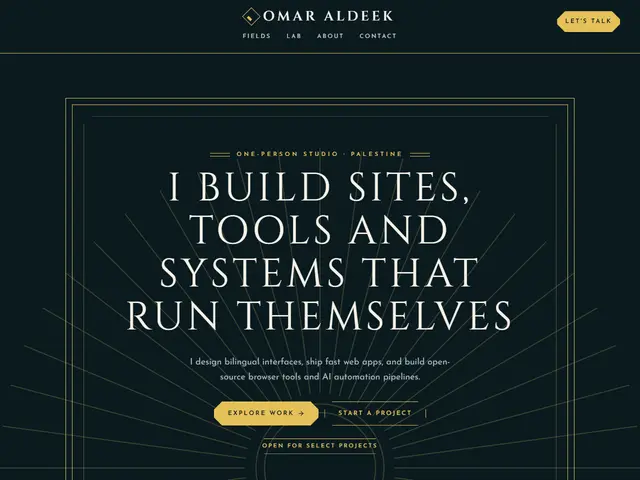 OMAR ALDEEK
FIELDS LAB ABOUT CONTACT
LET'S TALK
ONE-PERSON STUDIO · PALESTINE
I BUILD SITES,
TOOLS AND
SYSTEMS THAT
RUN THEMSELVES
I design bilingual interfaces, ship fast web apps, and build open-
source browser tools and AI automation pipelines.
EXPLORE WORK →
START A PROJECT
OPEN FOR SELECT PROJECTS